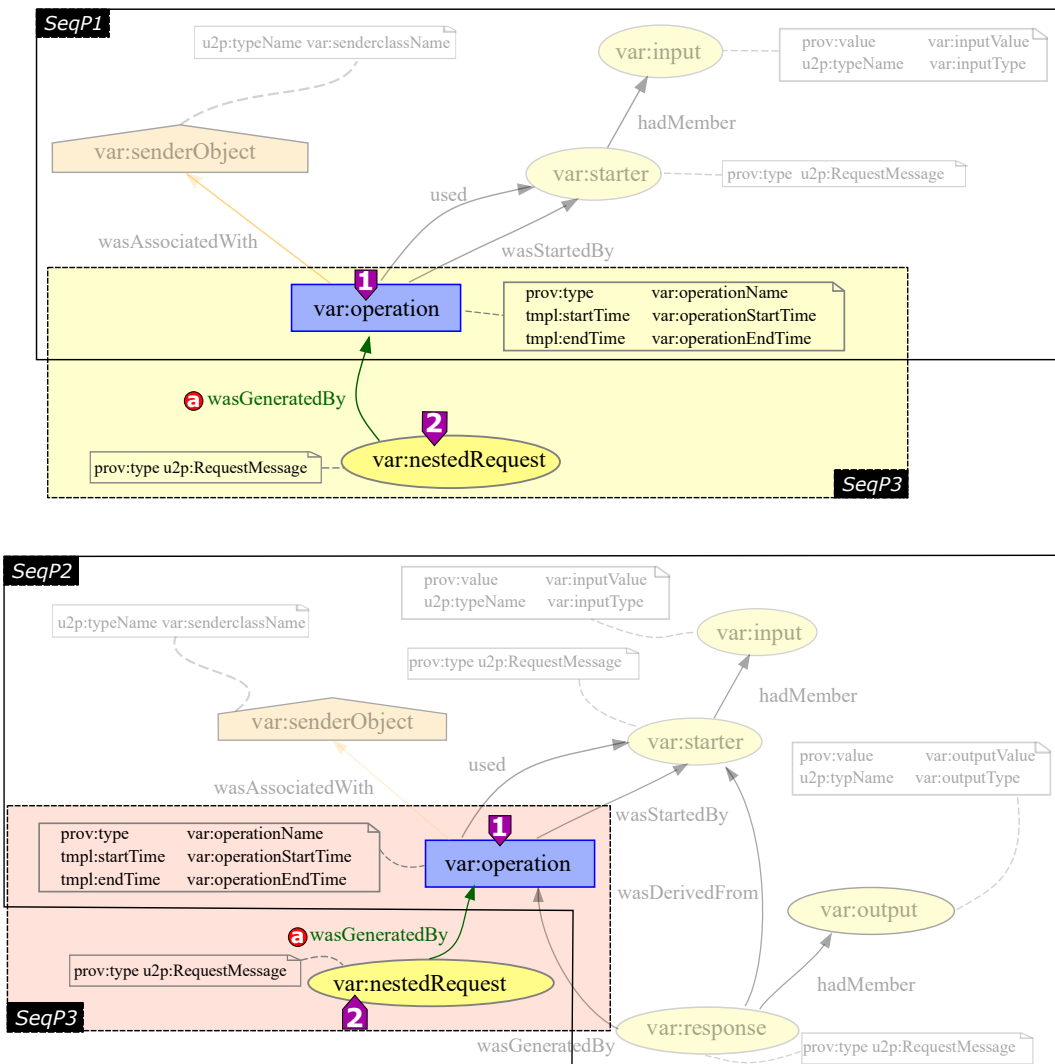 SeqP1
u2p:typeName var:senderclassName
var:input
prov:value var:inputValue
u2p:typeName var:inputType
hadMember
var:senderObject
var:starter
prov:type u2p:RequestMessage
used
wasAssociatedWith
wasStartedBy
1
var:operation
prov:type var:operationName
tmpl:startTime var:operationStartTime
tmpl:endTime var:operationEndTime
a wasGeneratedBy
2
prov:type u2p:RequestMessage
var:nestedRequest
SeqP3
SeqP2
prov:value var:inputValue
u2p:typeName var:inputType
u2p:typeName var:senderclassName
var:input
prov:type u2p:RequestMessage
hadMember
var:senderObject
var:starter
used
prov:value var:outputValue
u2p:typName var:outputType
wasAssociatedWith
wasStartedBy
1
prov:type var:operationName
tmpl:startTime var:operationStartTime
tmpl:endTime var:operationEndTime
var:operation
wasDerivedFrom
var:output
a wasGeneratedBy
prov:type u2p:RequestMessage
var:nestedRequest
hadMember
2
SeqP3
var:response
wasGeneratedBy
prov:type u2p:RequestMessage